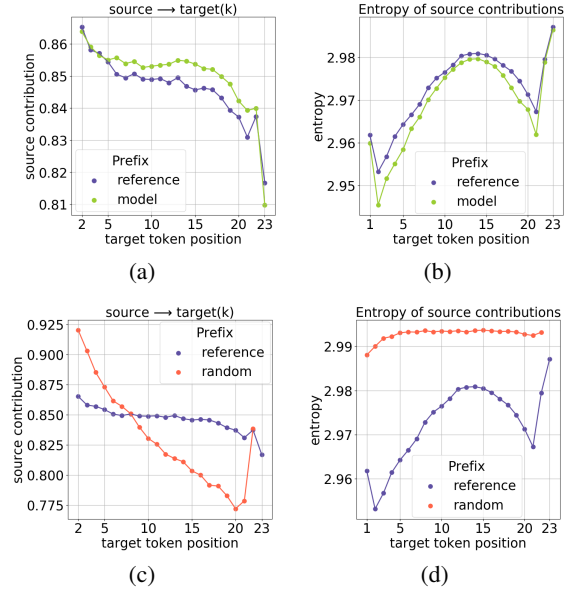 source ⟶ target(k)
source contribution
0.86
0.85
0.84
0.83
0.82
0.81
Prefix
reference
model
2 5 10 15 20 23
target token position
(a)
Entropy of source contributions
entropy
2.98
2.97
2.96
2.95
Prefix
reference
model
1 5 10 15 20 23
target token position
(b)
source ⟶ target(k)
source contribution
0.925
0.900
0.875
0.850
0.825
0.800
0.775
Prefix
reference
random
2 5 10 15 20 23
target token position
(c)
Entropy of source contributions
entropy
2.99
2.98
2.97
2.96
Prefix
reference
random
1 5 10 15 20 23
target token position
(d)